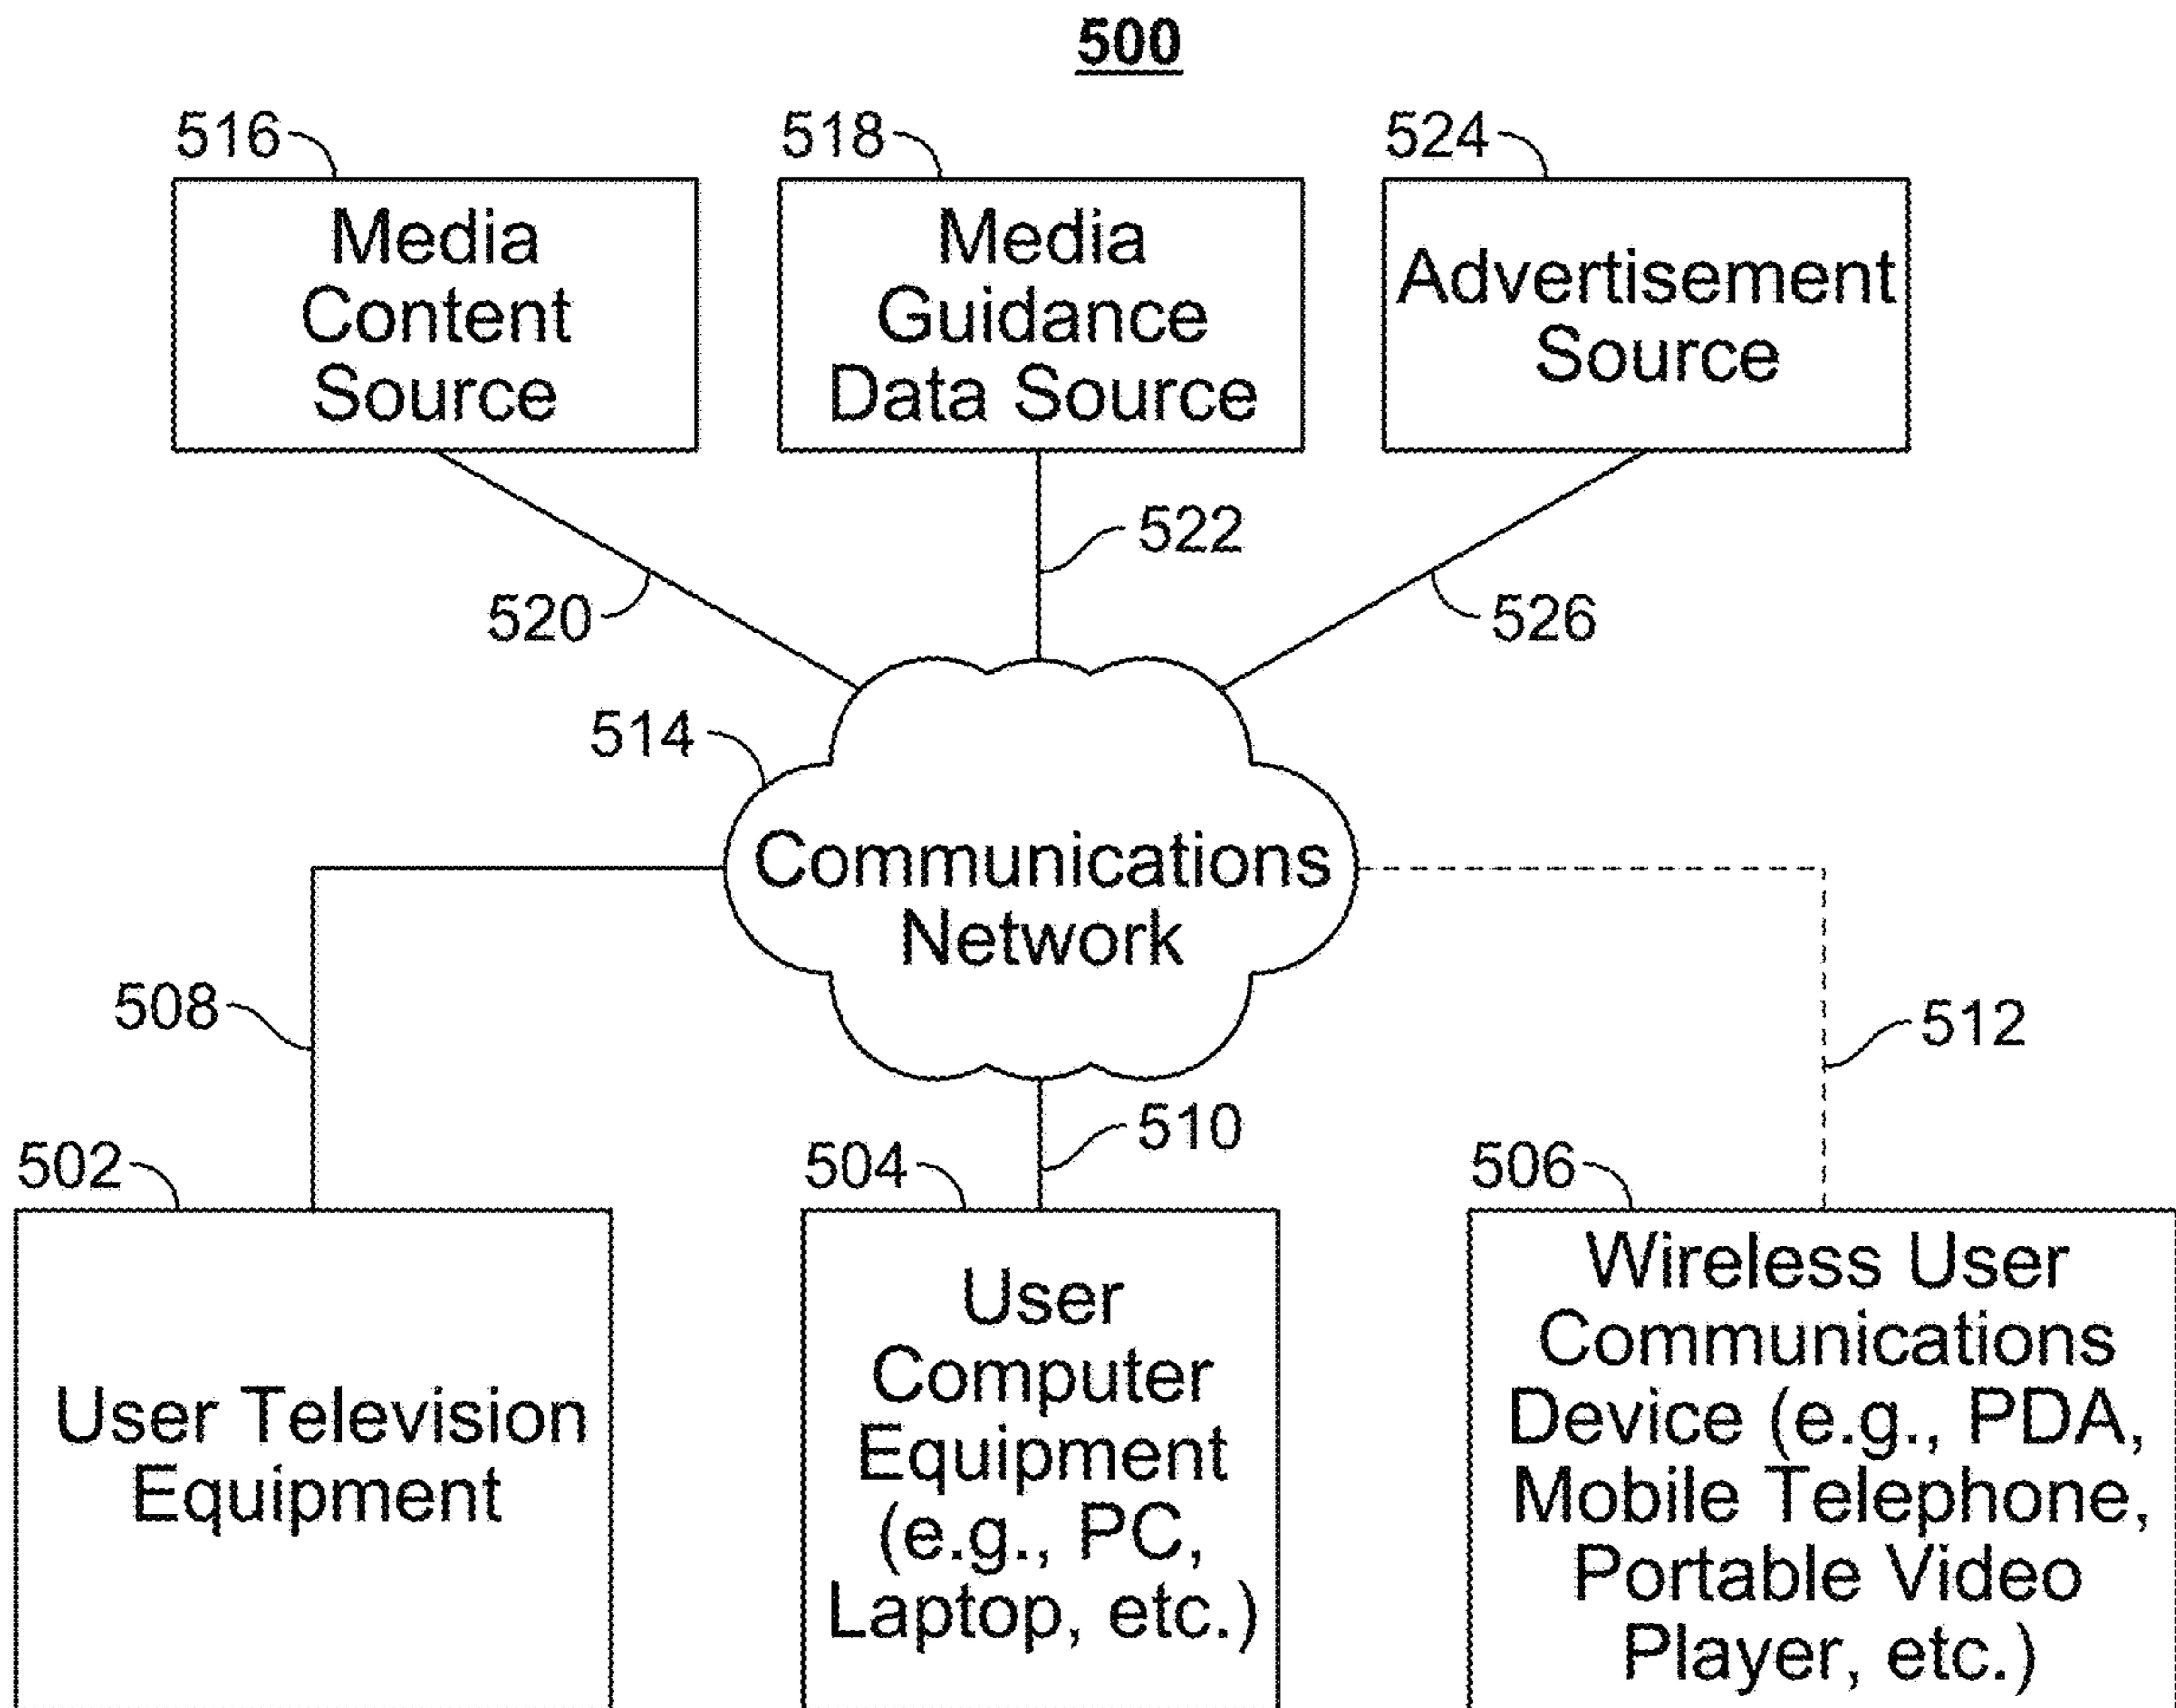 500
516
518
524
Media
Content
Source
Media
Guidance
Data Source
Advertisement
Source
520
522
526
514
Communications
Network
508
510
512
502
504
506
User Television
Equipment
User
Computer
Equipment
(e.g., PC,
Laptop, etc.)
Wireless User
Communications
Device (e.g., PDA,
Mobile Telephone,
Portable Video
Player, etc.)